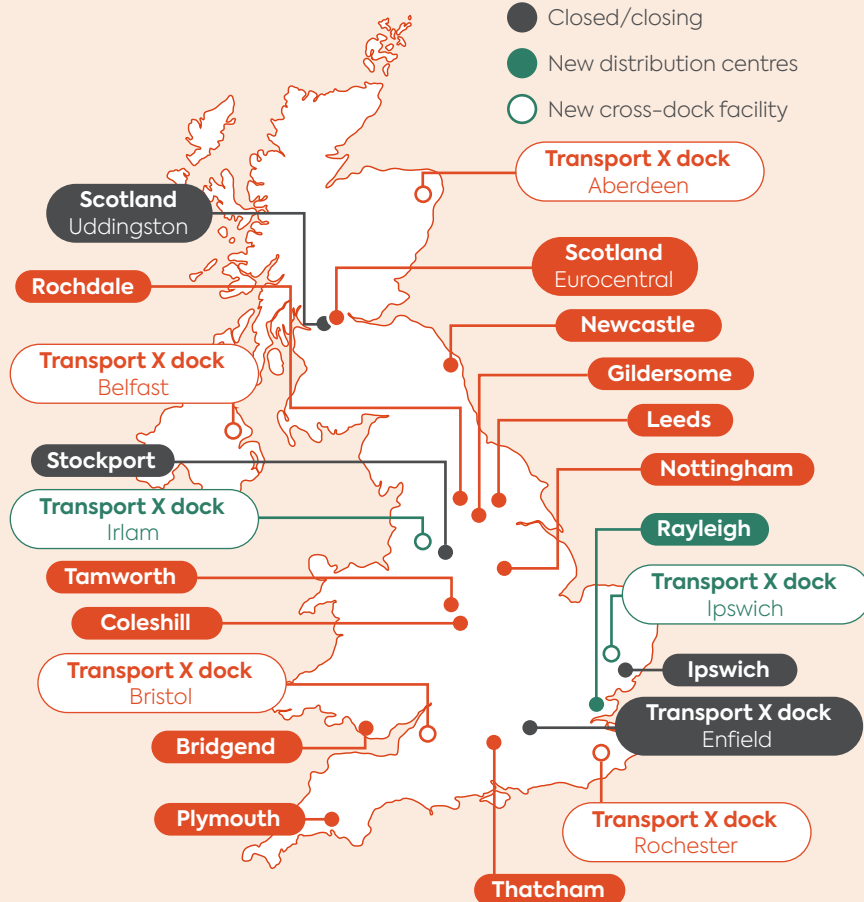 Closed/closing
New distribution centres
New cross-dock facility
Transport X dock
Aberdeen
Scotland
Uddingston
Scotland
Eurocentral
Rochdale
Newcastle
Transport X dock
Belfast
Gildersome
Leeds
Stockport
Nottingham
Transport X dock
Irlam
Rayleigh
Tamworth
Transport X dock
Ipswich
Coleshill
Transport X dock
Bristol
Ipswich
Transport X dock
Enfield
Bridgend
Plymouth
Transport X dock
Rochester
Thatcham